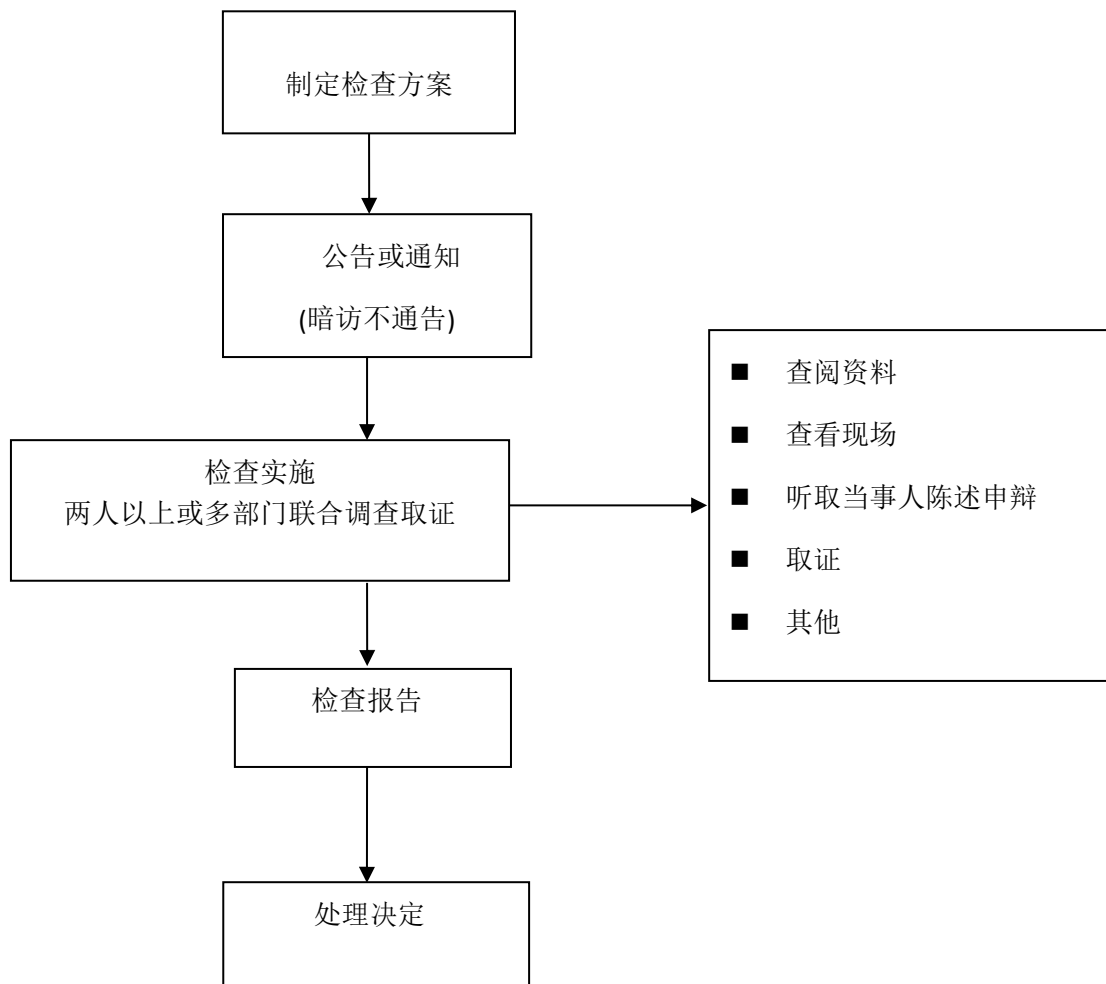 制定检查方案
公告或通知
(暗访不通告)
检查实施
两人以上或多部门联合调查取证
■ 查阅资料
■ 查看现场
■ 听取当事人陈述申辩
■ 取证
■ 其他
检查报告
处理决定